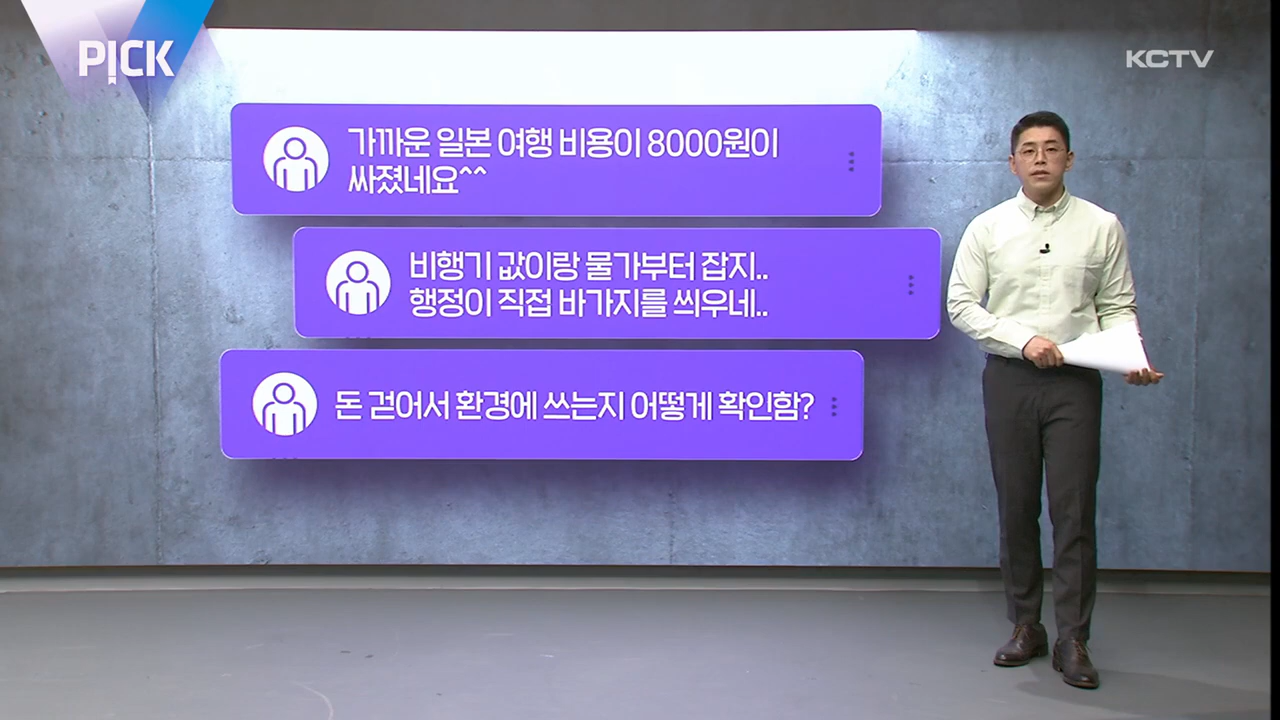 PICK
KCTV
가까운 일본 여행 비용이 8000원이
싸졌네요^^
비행기 값이랑 물가부터 잡지..
행정이 직접 바가지를 씌우네..
돈 걷어서 환경에 쓰는지 어떻게 확인함?